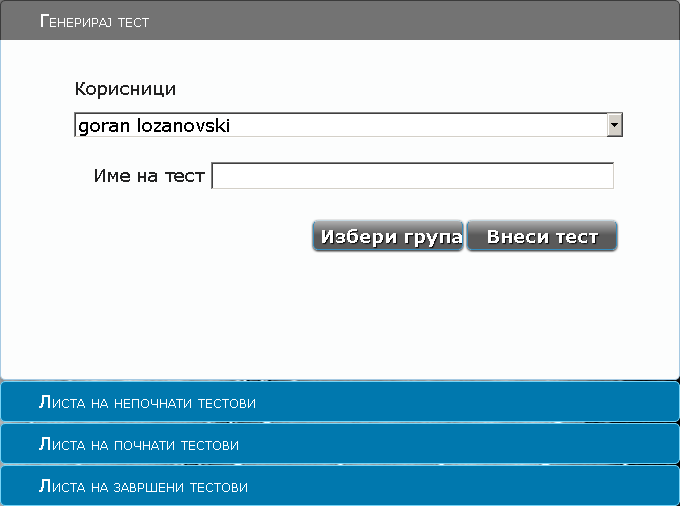 Генерирај тест
Корисници
goran lozanovski
Име на тест
Избери група Внеси тест
Листа на непочнати тестови
Листа на почнати тестови
Листа на завршени тестови